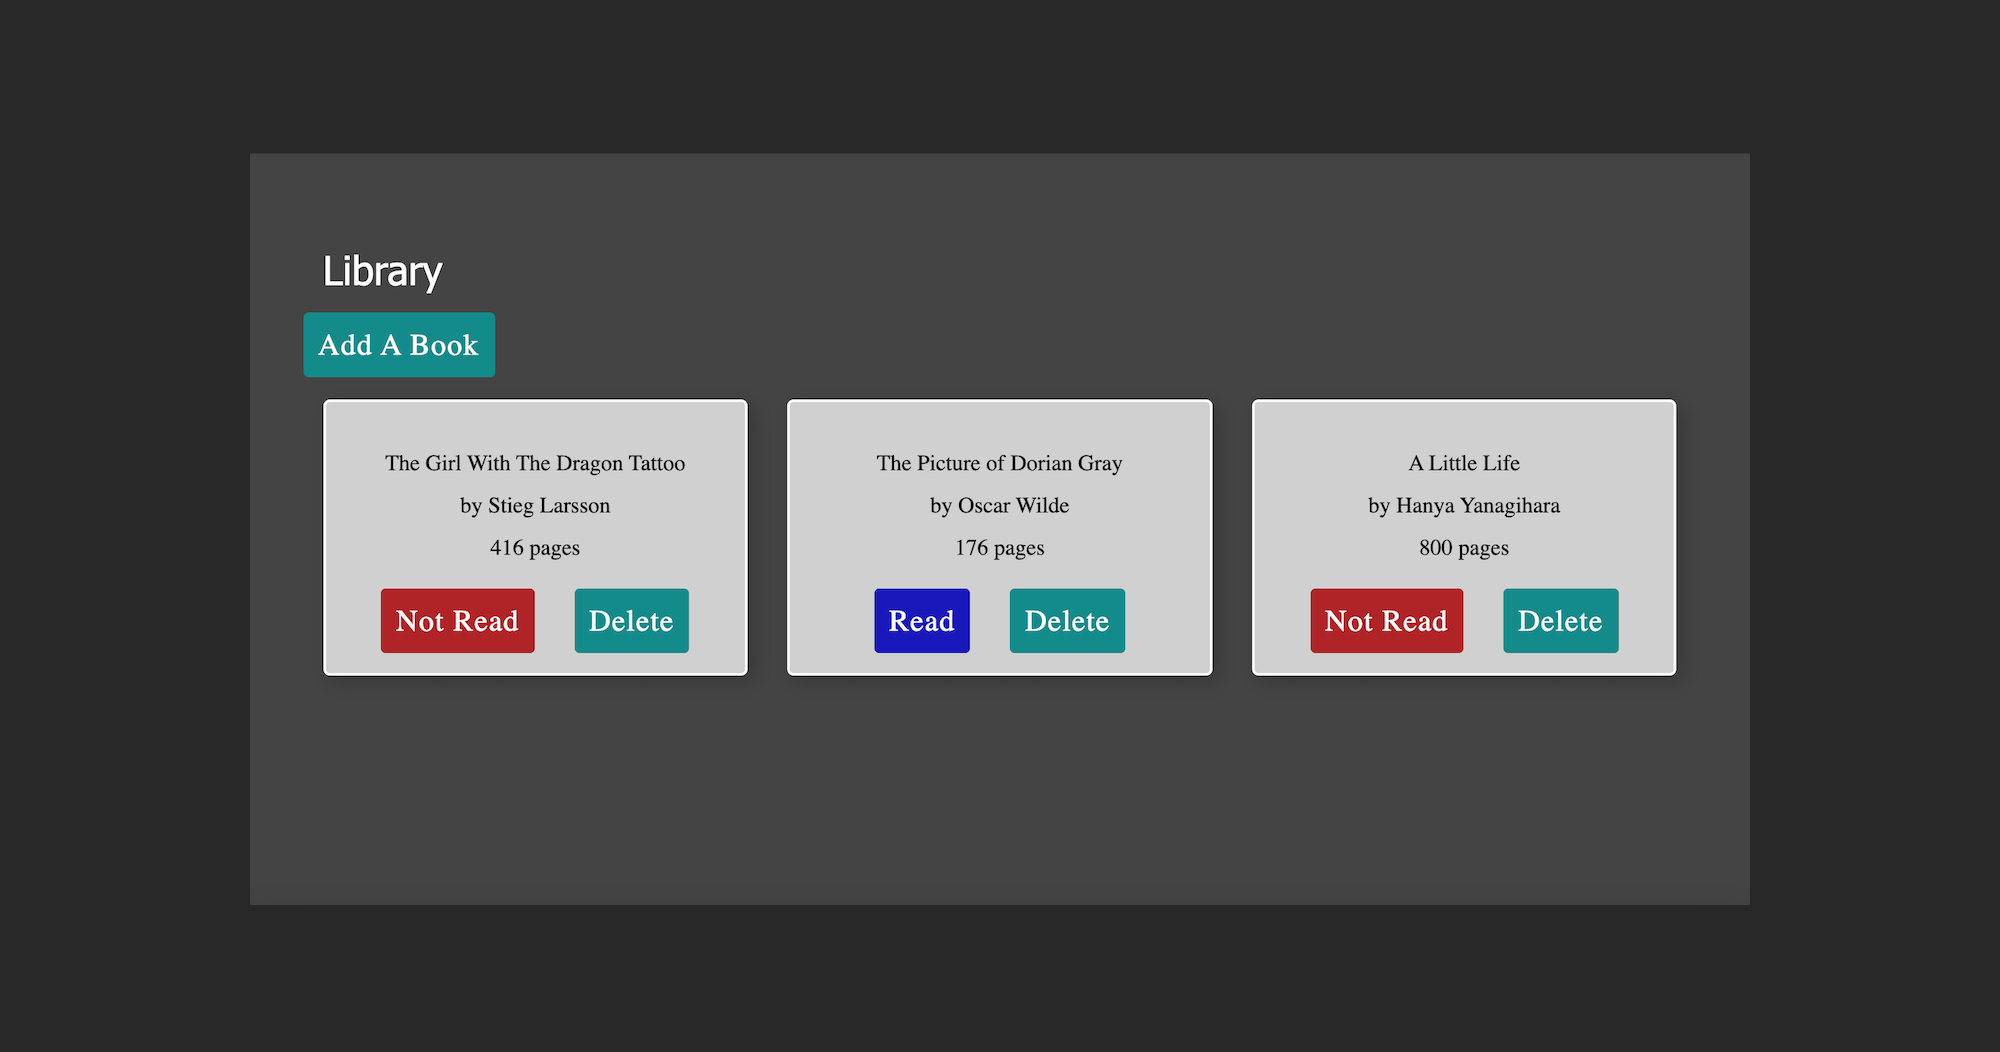 Library
Add A Book
The Girl With The Dragon Tattoo
by Stieg Larsson
416 pages
Not Read
Delete
The Picture of Dorian Gray
by Oscar Wilde
176 pages
Read
Delete
A Little Life
by Hanya Yanagihara
800 pages
Not Read
Delete